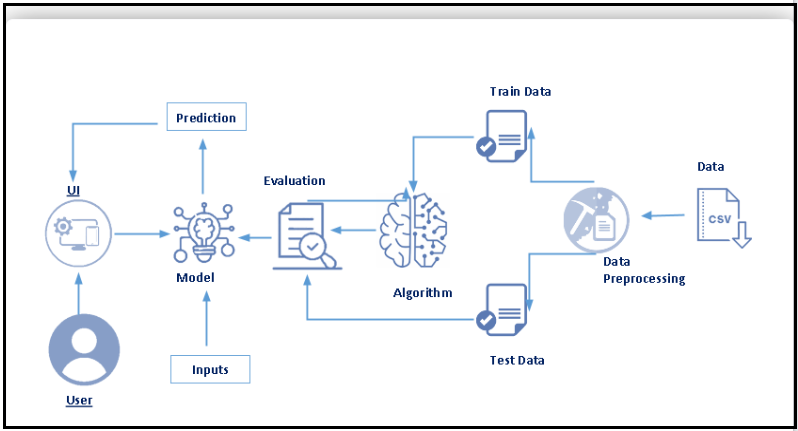 Train Data
Prediction
Data
Evaluation
UI
CSV
Model
Data
Preprocessing
Algorithm
Inputs
Test Data
User